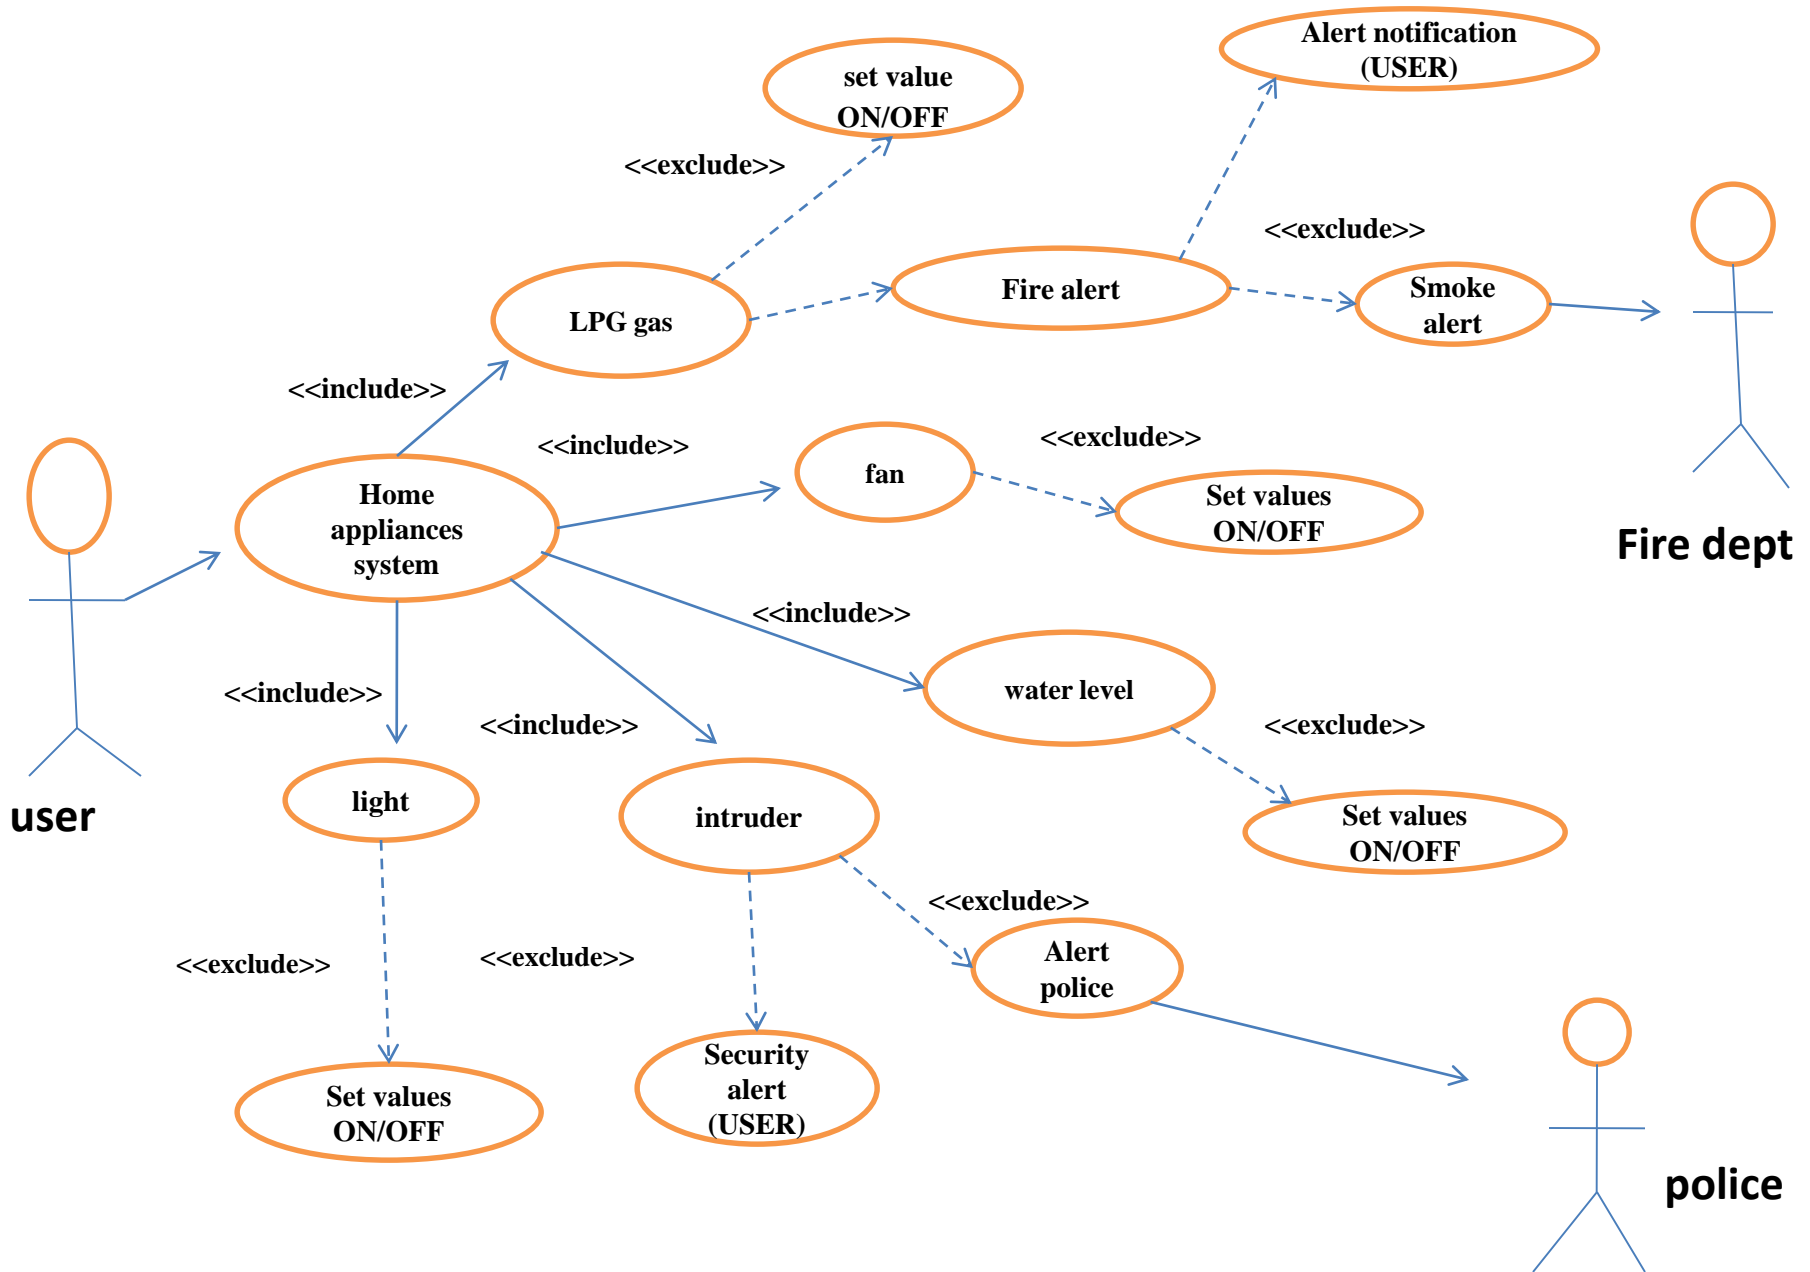 Alert notification
(USER)
set value
ON/OFF
<<exclude>>
<<exclude>>
Fire alert
Smoke
alert
LPG gas
<<include>>
<<include>>
<<exclude>>
fan
Home
appliances
system
Set values
ON/OFF
Fire dept
<<include>>
<<include>>
water level
<<include>>
<<exclude>>
light
intruder
user
Set values
ON/OFF
<<exclude>>
<<exclude>>
<<exclude>>
Alert
police
Security
alert
(USER)
Set values
ON/OFF
police